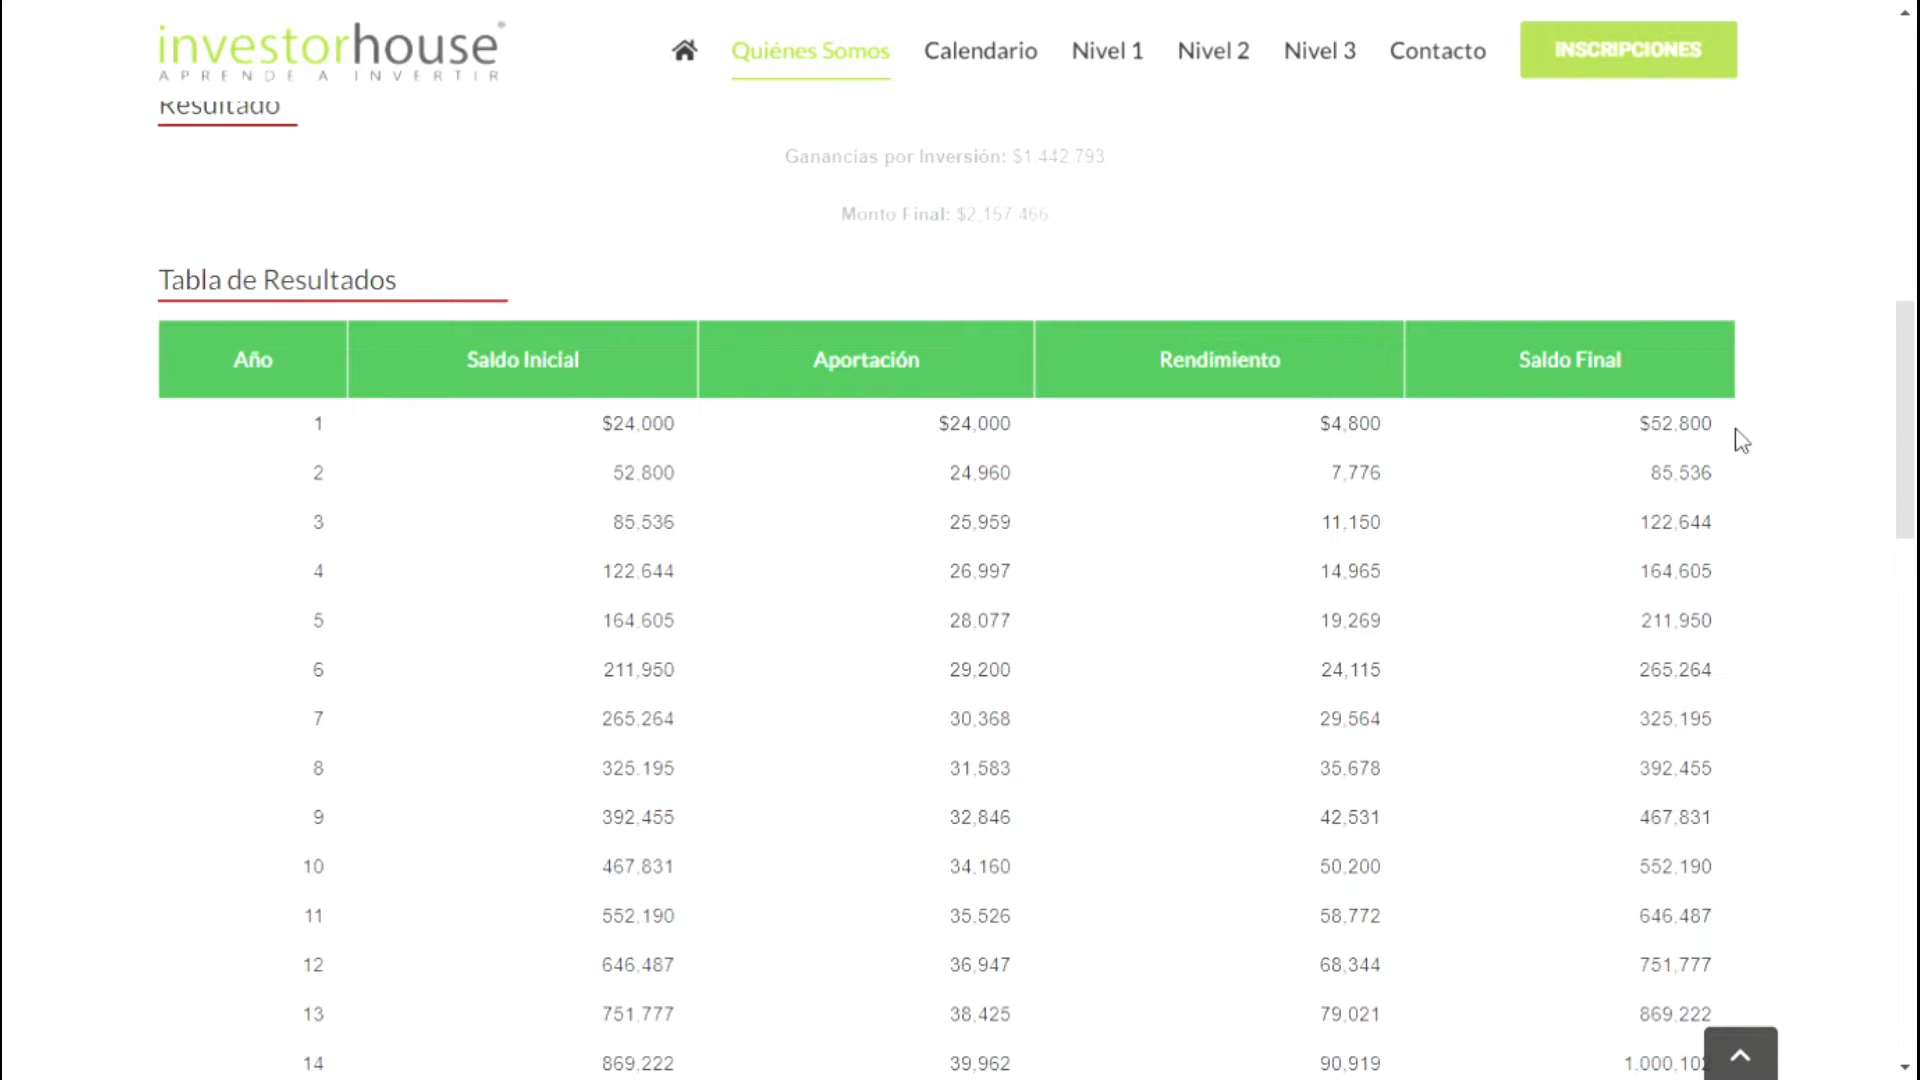 investorhouse®
APRENDE A INVERTIR
Quiénes Somos Calendario Nivel 1 Nivel 2 Nivel 3 Contacto INSCRIPCIONES
Resultado
Ganancias por Inversión: $1,442,793
Monto Final: $2,157,466
Tabla de Resultados
Año Saldo Inicial Aportación Rendimiento Saldo Final
1 $24,000 $24,000 $4,800 $52,800
2 52,800 24,960 7,776 85,536
3 85,536 25,959 11,150 122,644
4 122,644 26,997 14,965 164,605
5 164,605 28,077 19,269 211,950
6 211,950 29,200 24,115 265,264
7 265,264 30,368 29,564 325,195
8 325,195 31,583 35,678 392,455
9 392,455 32,846 42,531 467,831
10 467,831 34,160 50,200 552,190
11 552,190 35,526 58,772 646,487
12 646,487 36,947 68,344 751,777
13 751,777 38,425 79,021 869,222
14 869,222 39,962 90,919 1,000,102